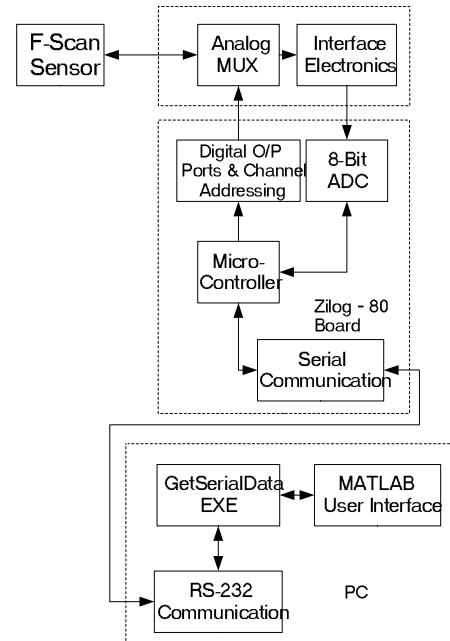 F-Scan
Sensor
Analog
MUX
Interface
Electronics
Digital O/P
Ports & Channel
Addressing
8-Bit
ADC
Micro-
Controller
Zilog - 80
Board
Serial
Communication
GetSerialData
EXE
MATLAB
User Interface
RS-232
Communication
PC